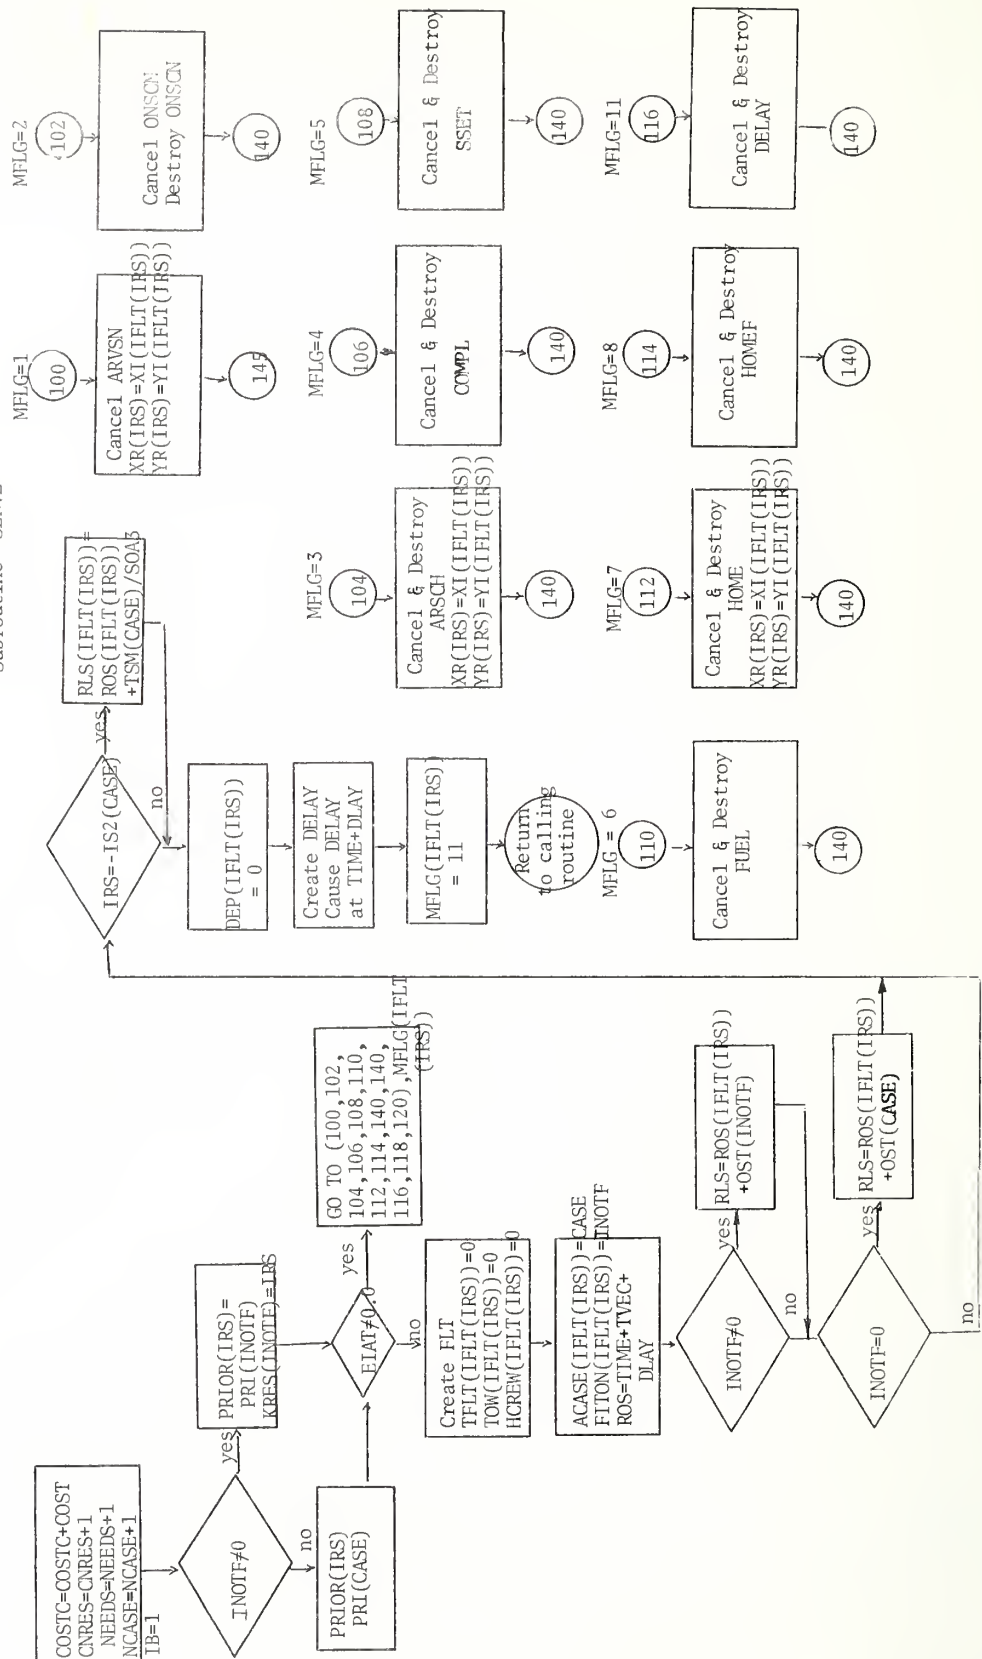 COSTC=COSTC+COST
CNRES=CNRES+1
NEEDS=NEEDS+1
NCASE=NCASE+1
IB=1
INOTF≠0
yes
PRIOR(IRS)=
PRI(INOTF)
KRES(INOTF)=IRS
no
PRIOR(IRS)
PRI(CASE)
EIAT≠0.0
yes
GO TO (100,102,
104,106,108,110,
112,114,140,140,
116,118,120),MFLG(IFLT
(IRS))
no
Create FLT
TFLT(IFLT(IRS))=0
TOW(IFLT(IRS))=0
HCREW(IFLT(IRS))=0
ACASE(IFLT(IRS))=CASE
FITON(IFLT(IRS))=INOTF
ROS=TIME+TVEC+
DLAY
INOTF≠0
yes
RLS=ROS(IFLT(IRS))
+OST(INOTF)
no
INOTF=0
yes
RLS=ROS(IFLT(IRS))
+OST(CASE)
no
IRS=-IS2(CASE)
yes
RLS(IFLT(IRS))=
ROS(IFLT(IRS))
+TSM(CASE)/SOA3
no
DEP(IFLT(IRS))
= 0
Create DELAY
Cause DELAY
at TIME+DLAY
MFLG(IFLT(IRS))
= 11
Return
to calling
routine
MFLG=1
100
Cancel ARVSN
XR(IRS)=XI(IFLT(IRS))
YR(IRS)=YI(IFLT(IRS))
145
MFLG=2
102
Cancel ONSCN
Destroy ONSCN
140
MFLG=3
104
Cancel & Destroy
ARSCH
XR(IRS)=XI(IFLT(IRS))
YR(IRS)=YI(IFLT(IRS))
140
MFLG=4
106
Cancel & Destroy
COMPL
140
MFLG=5
108
Cancel & Destroy
SSET
140
MFLG = 6
110
Cancel & Destroy
FUEL
140
MFLG=7
112
Cancel & Destroy
HOME
XR(IRS)=XI(IFLT(IRS))
YR(IRS)=YI(IFLT(IRS))
140
MFLG=8
114
Cancel & Destroy
HOMEF
140
MFLG=11
116
Cancel & Destroy
DELAY
140